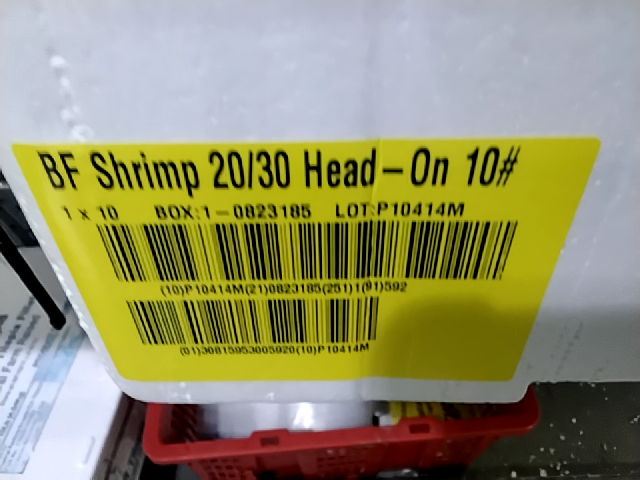 BF Shrimp 20/30 Head-On 10#
1 x 10 BOX:1-0823185 LOT:P10414M
(10)P10414M(21)0823185(251)1(91)592
(01)30815953005920(10)P10414M